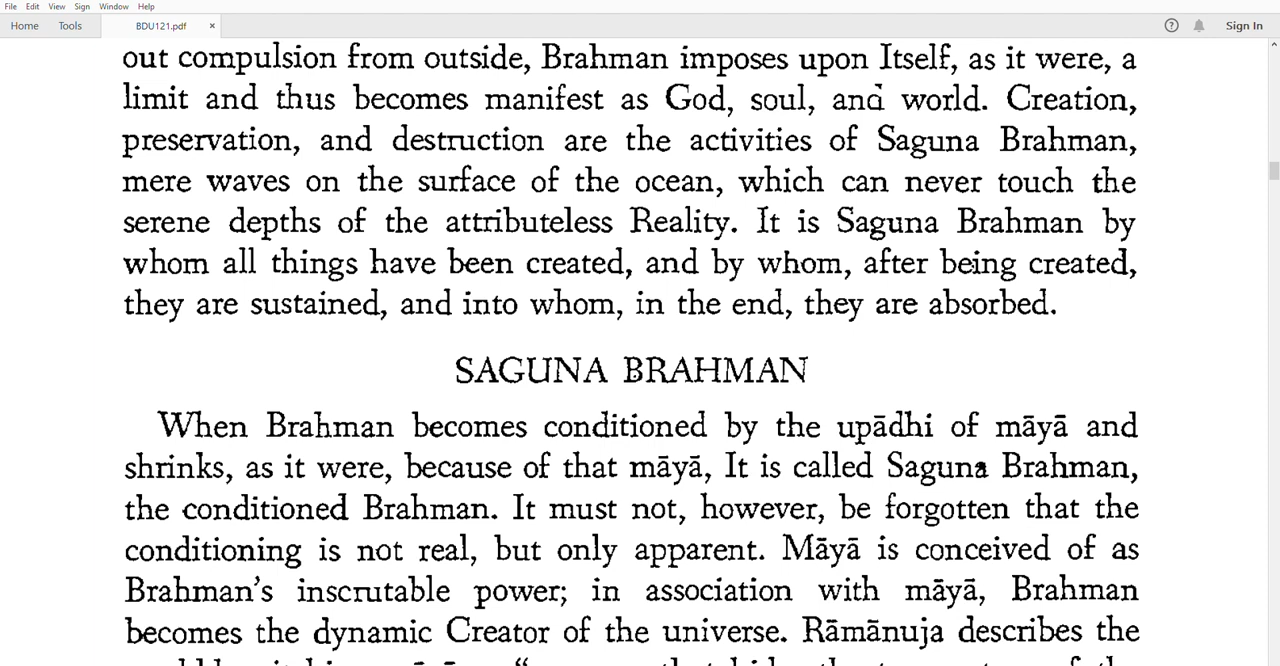 File Edit View Sign Window Help
Home Tools BDU121.pdf × ? Sign In
out compulsion from outside, Brahman imposes upon Itself, as it were, a
limit and thus becomes manifest as God, soul, and world. Creation,
preservation, and destruction are the activities of Saguna Brahman,
mere waves on the surface of the ocean, which can never touch the
serene depths of the attributeless Reality. It is Saguna Brahman by
whom all things have been created, and by whom, after being created,
they are sustained, and into whom, in the end, they are absorbed.
SAGUNA BRAHMAN
When Brahman becomes conditioned by the upādhi of māyā and
shrinks, as it were, because of that māyā, It is called Saguna Brahman,
the conditioned Brahman. It must not, however, be forgotten that the
conditioning is not real, but only apparent. Māyā is conceived of as
Brahman's inscrutable power; in association with māyā, Brahman
becomes the dynamic Creator of the universe. Rāmānuja describes the